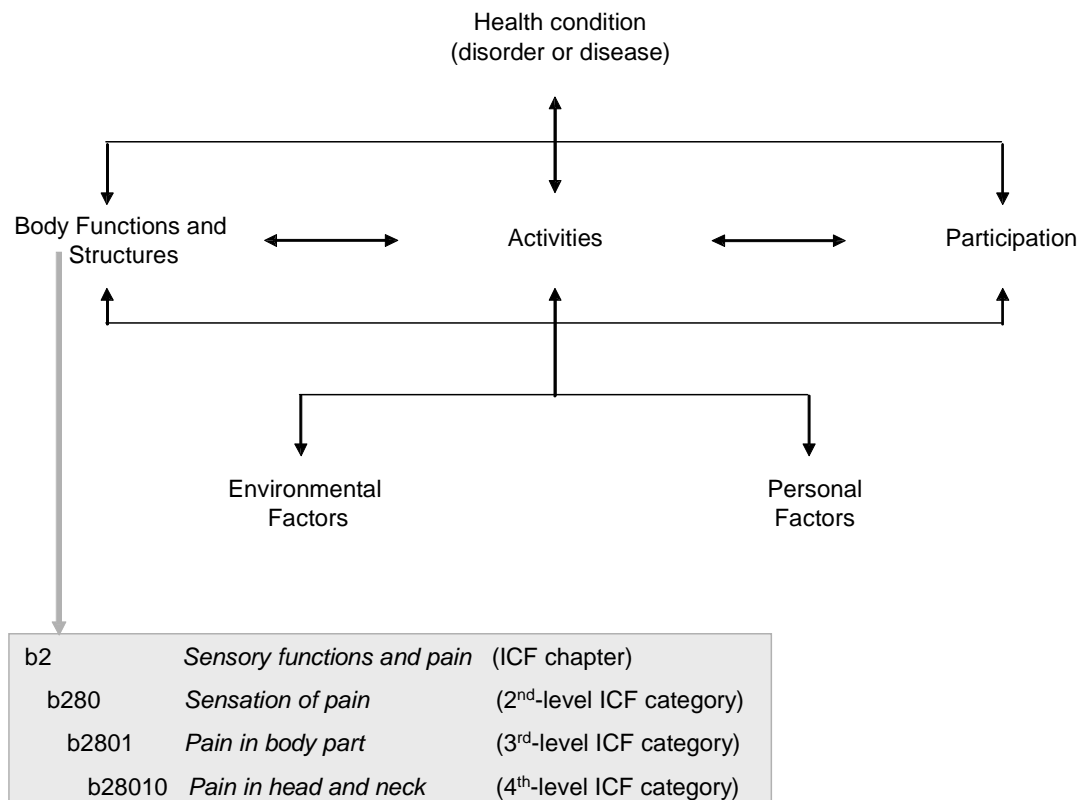 Health condition
(disorder or disease)
Body Functions and
Structures
Activities
Participation
Environmental
Factors
Personal
Factors
b2 Sensory functions and pain (ICF chapter)
b280 Sensation of pain (2nd-level ICF category)
b2801 Pain in body part (3rd-level ICF category)
b28010 Pain in head and neck (4th-level ICF category)